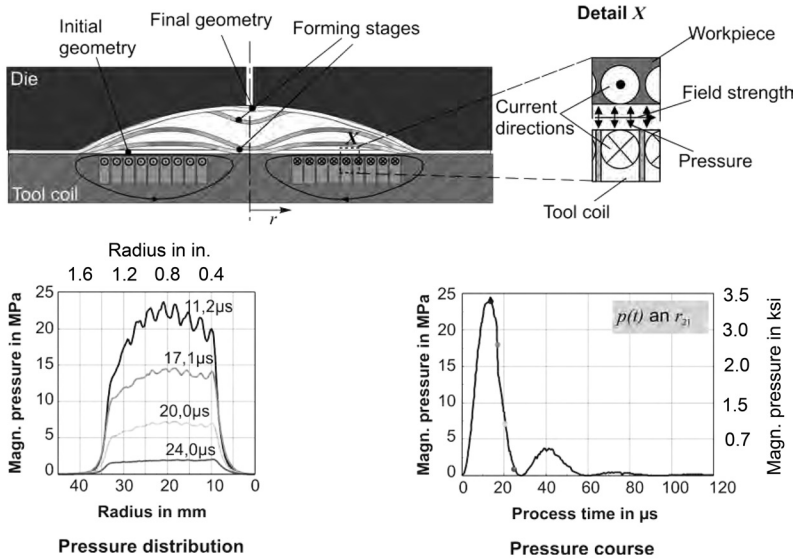 Initial
geometry
Final geometry
Forming stages
Detail X
Die
Tool coil
X
r
Workpiece
Current
directions
Field strength
Pressure
Tool coil
Radius in in.
1.6 1.2 0.8 0.4
Magn. pressure in MPa
25
20
15
10
5
0
11,2µs
17,1µs
20,0µs
24,0µs
40 30 20 10 0
Radius in mm
Pressure distribution
Magn. pressure in MPa
25
20
15
10
5
0
p(t) an r
3.5
3.0
2.0
1.5
0.7
Magn. pressure in ksi
0 20 40 60 80 100 120
Process time in µs
Pressure course